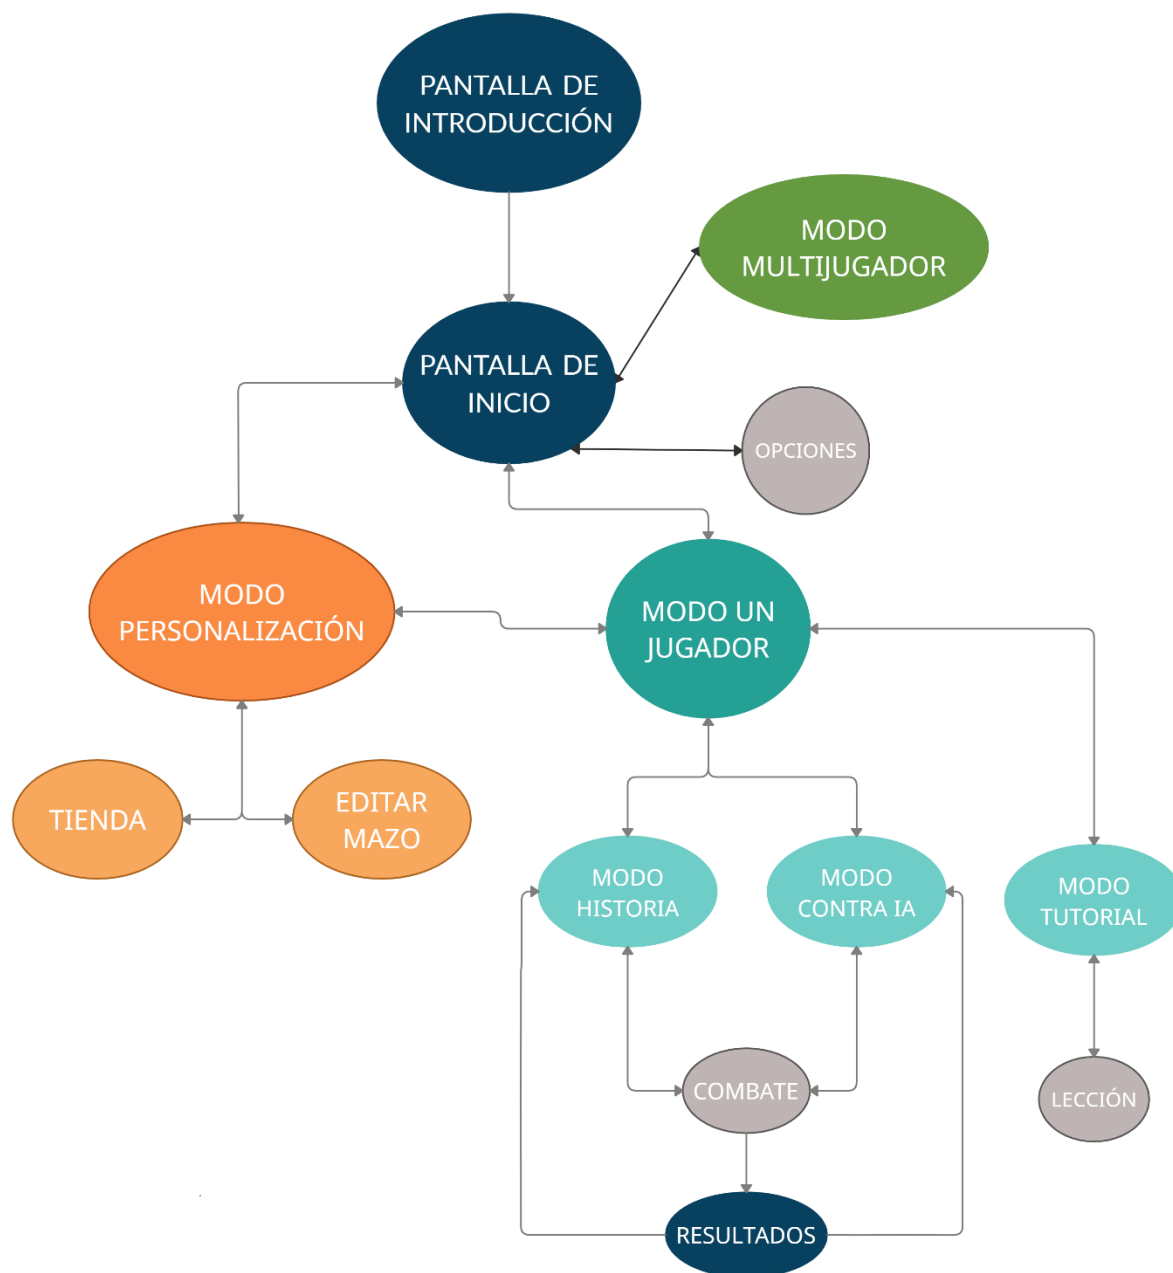 PANTALLA DE
INTRODUCCIÓN
MODO
MULTIJUGADOR
PANTALLA DE
INICIO
OPCIONES
MODO
PERSONALIZACIÓN
MODO UN
JUGADOR
TIENDA
EDITAR
MAZO
MODO
HISTORIA
MODO
CONTRA IA
MODO
TUTORIAL
COMBATE
LECCIÓN
RESULTADOS